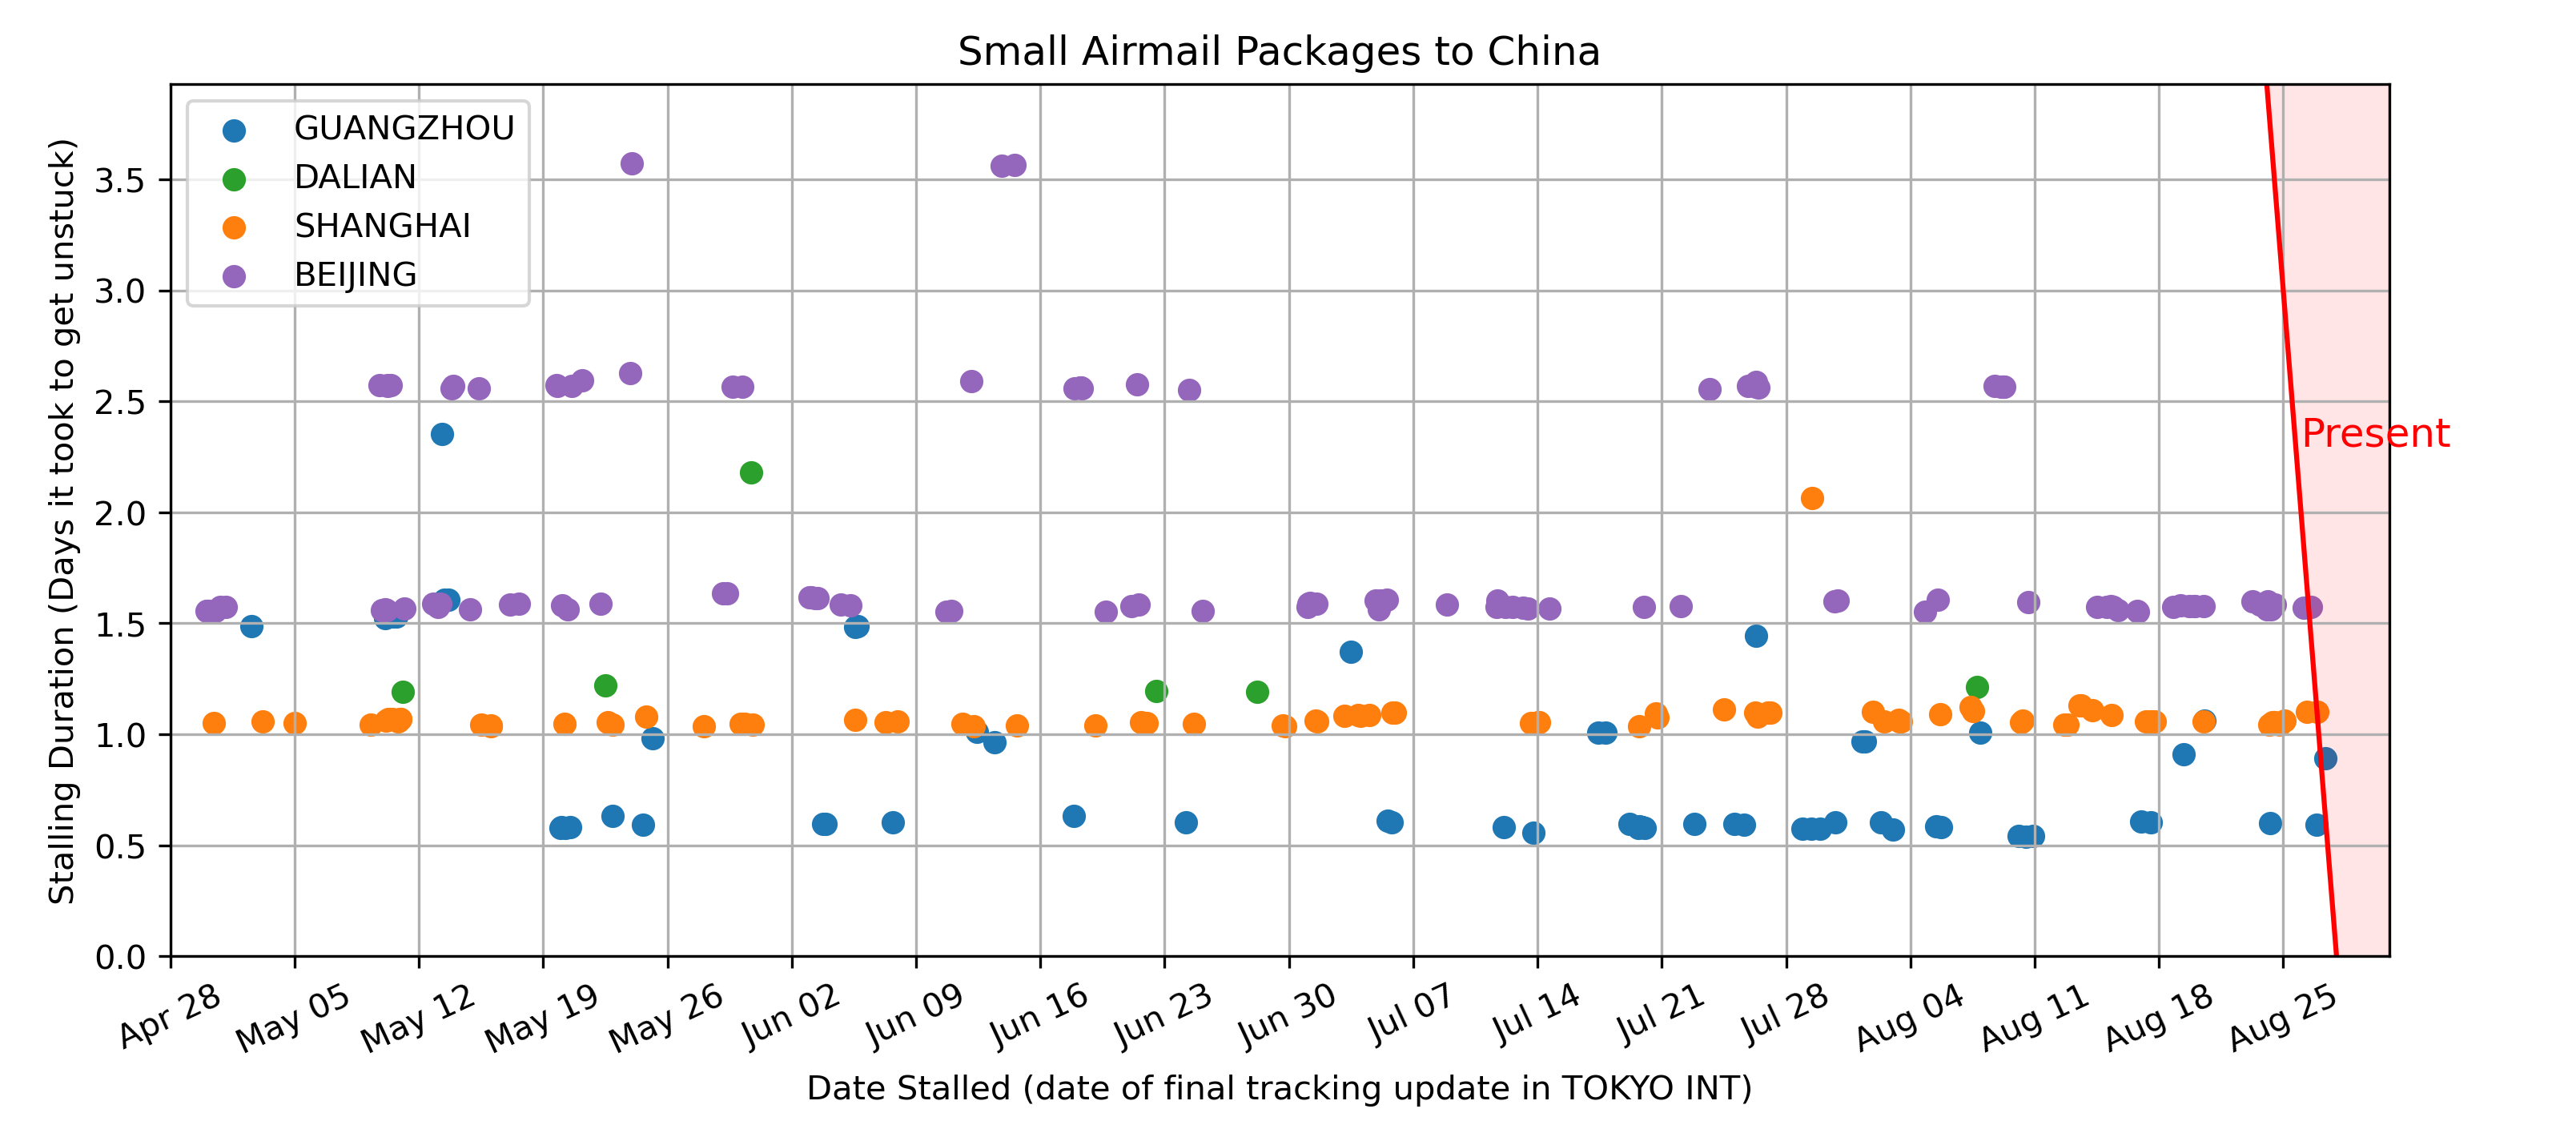 Small Airmail Packages to China
GUANGZHOU
DALIAN
SHANGHAI
BEIJING
Stalling Duration (Days it took to get unstuck)
3.5
3.0
2.5
2.0
1.5
1.0
0.5
0.0
Present
Apr 28
May 05
May 12
May 19
May 26
Jun 02
Jun 09
Jun 16
Jun 23
Jun 30
Jul 07
Jul 14
Jul 21
Jul 28
Aug 04
Aug 11
Aug 18
Aug 25
Date Stalled (date of final tracking update in TOKYO INT)